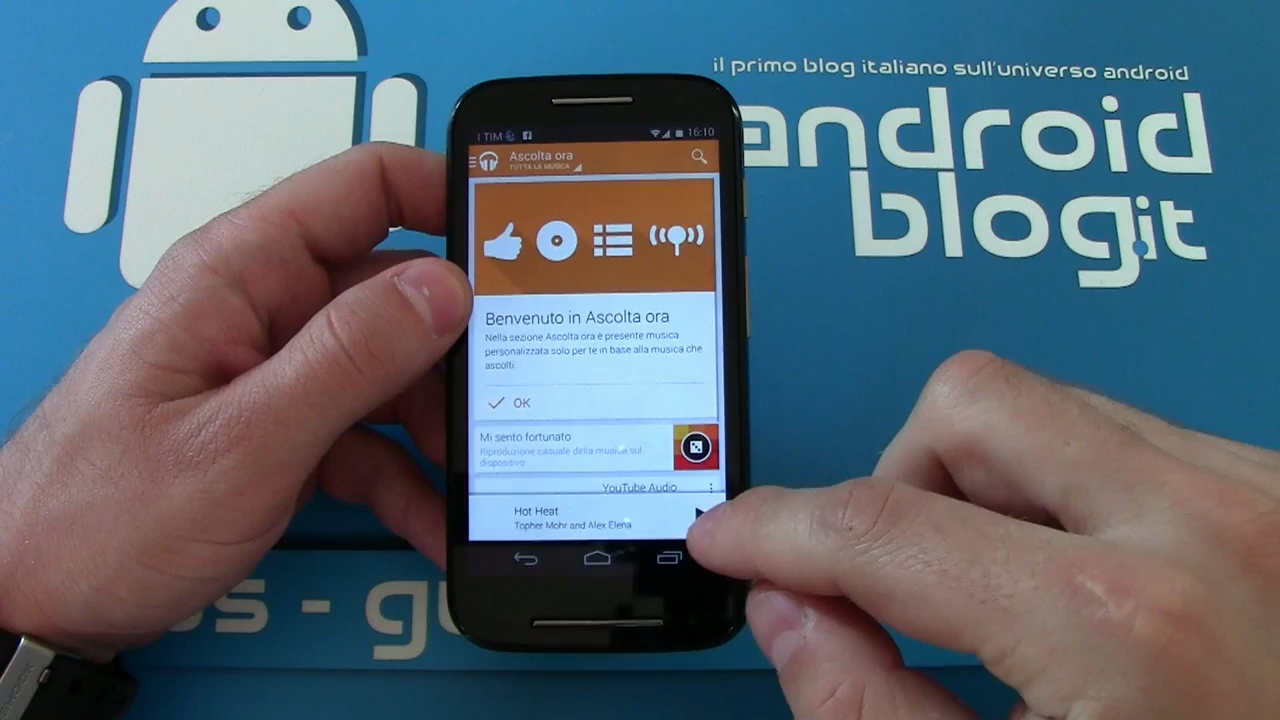 il primo blog italiano sull'universo android
android
blogit
I TIM
16:10
Ascolta ora
TUTTA LA MUSICA
Benvenuto in Ascolta ora
Nella sezione Ascolta ora è presente musica
personalizzata solo per te in base alla musica che
ascolti.
OK
Mi sento fortunato
Riproduzione casuale della musica sul
dispositivo
YouTube Audio
Hot Heat
Topher Mohr and Alex Elena